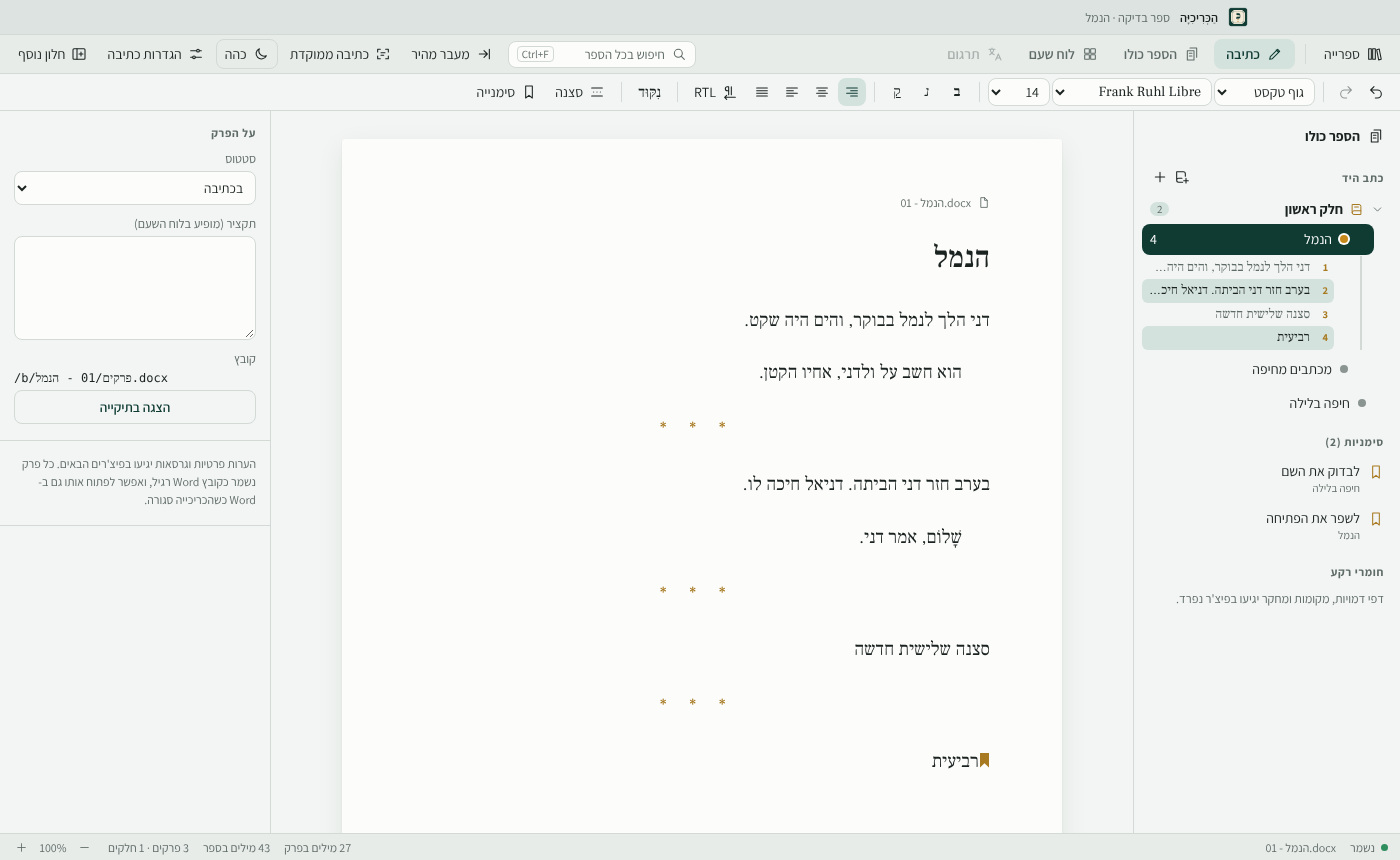 הכריכיה ספר בדיקה · הנמל
ספרייה כתיבה הספר כולו לוח שעם תרגום חיפוש בכל הספר Ctrl+F מעבר מהיר כתיבה ממוקדת כהה הגדרות כתיבה חלון נוסף
גוף טקסט Frank Ruhl Libre 14 ב נ ק RTL נִקּוּד סצנה סימנייה
הספר כולו
כתב היד
חלק ראשון 2
הנמל 4
1 דני הלך לנמל בבוקר, והים היה...
2 בערב חזר דני הביתה. דניאל חיכ...
3 סצנה שלישית חדשה
4 רביעית
מכתבים מחיפה
חיפה בלילה
סימניות (2)
לבדוק את השם
חיפה בלילה
לשפר את הפתיחה
הנמל
חומרי רקע
דפי דמויות, מקומות ומחקר יגיעו בפיצ'ר נפרד.
01 - הנמל.docx
הנמל
דני הלך לנמל בבוקר, והים היה שקט.
הוא חשב על ולדני, אחיו הקטן.
* * *
בערב חזר דני הביתה. דניאל חיכה לו.
שָׁלוֹם, אמר דני.
* * *
סצנה שלישית חדשה
* * *
רביעית
על הפרק
סטטוס
בכתיבה
תקציר (מופיע בלוח השעם)
קובץ
/b/פרקים/01 - הנמל.docx
הצגה בתיקייה
הערות פרטיות וגרסאות יגיעו בפיצ'רים הבאים. כל פרק
נשמר כקובץ Word רגיל, ואפשר לפתוח אותו גם ב-
Word כשהכריכייה סגורה.
נשמר 01 - הנמל.docx 27 מילים בפרק 43 מילים בספר 3 פרקים · 1 חלקים − 100% +